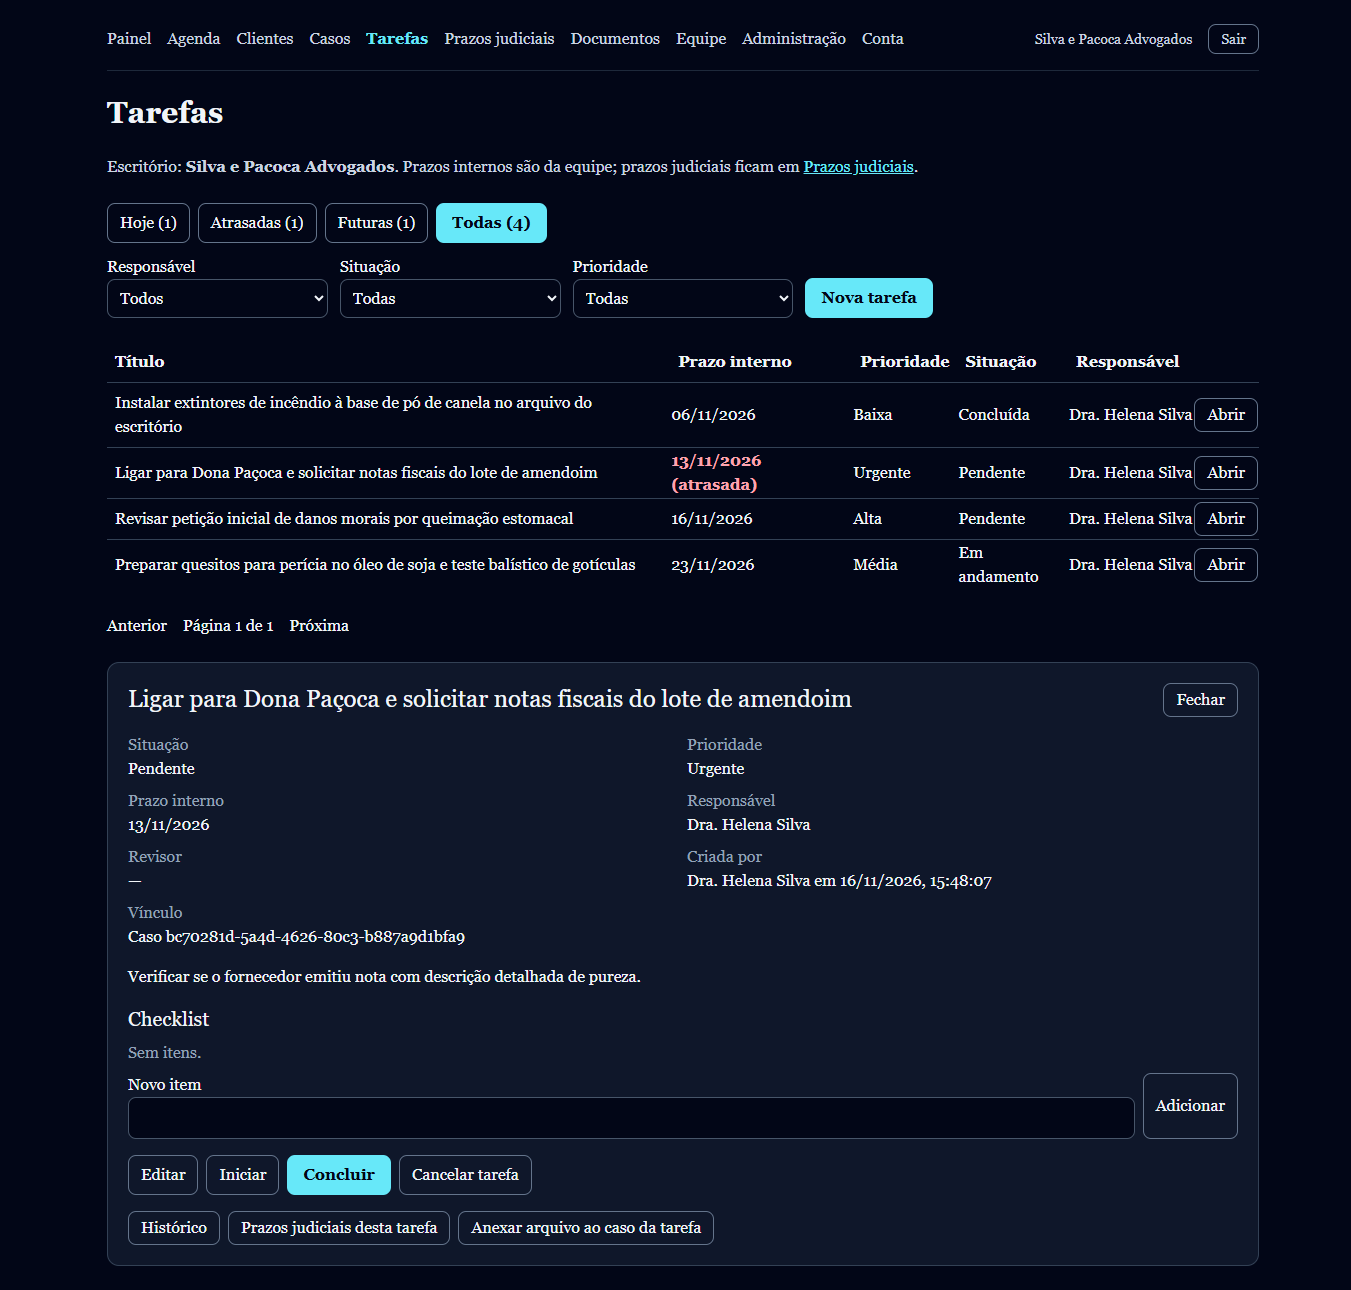 Painel Agenda Clientes Casos Tarefas Prazos judiciais Documentos Equipe Administração Conta Silva e Pacoca Advogados Sair
Tarefas
Escritório: Silva e Pacoca Advogados. Prazos internos são da equipe; prazos judiciais ficam em Prazos judiciais.
Hoje (1) Atrasadas (1) Futuras (1) Todas (4)
Responsável Situação Prioridade
Todos Todas Todas Nova tarefa
Título Prazo interno Prioridade Situação Responsável
Instalar extintores de incêndio à base de pó de canela no arquivo do
escritório 06/11/2026 Baixa Concluída Dra. Helena Silva Abrir
Ligar para Dona Paçoca e solicitar notas fiscais do lote de amendoim 13/11/2026
(atrasada) Urgente Pendente Dra. Helena Silva Abrir
Revisar petição inicial de danos morais por queimação estomacal 16/11/2026 Alta Pendente Dra. Helena Silva Abrir
Preparar quesitos para perícia no óleo de soja e teste balístico de gotículas 23/11/2026 Média Em
andamento Dra. Helena Silva Abrir
Anterior Página 1 de 1 Próxima
Ligar para Dona Paçoca e solicitar notas fiscais do lote de amendoim Fechar
Situação Prioridade
Pendente Urgente
Prazo interno Responsável
13/11/2026 Dra. Helena Silva
Revisor Criada por
— Dra. Helena Silva em 16/11/2026, 15:48:07
Vínculo
Caso bc70281d-5a4d-4626-80c3-b887a9d1bfa9
Verificar se o fornecedor emitiu nota com descrição detalhada de pureza.
Checklist
Sem itens.
Novo item
Adicionar
Editar Iniciar Concluir Cancelar tarefa
Histórico Prazos judiciais desta tarefa Anexar arquivo ao caso da tarefa